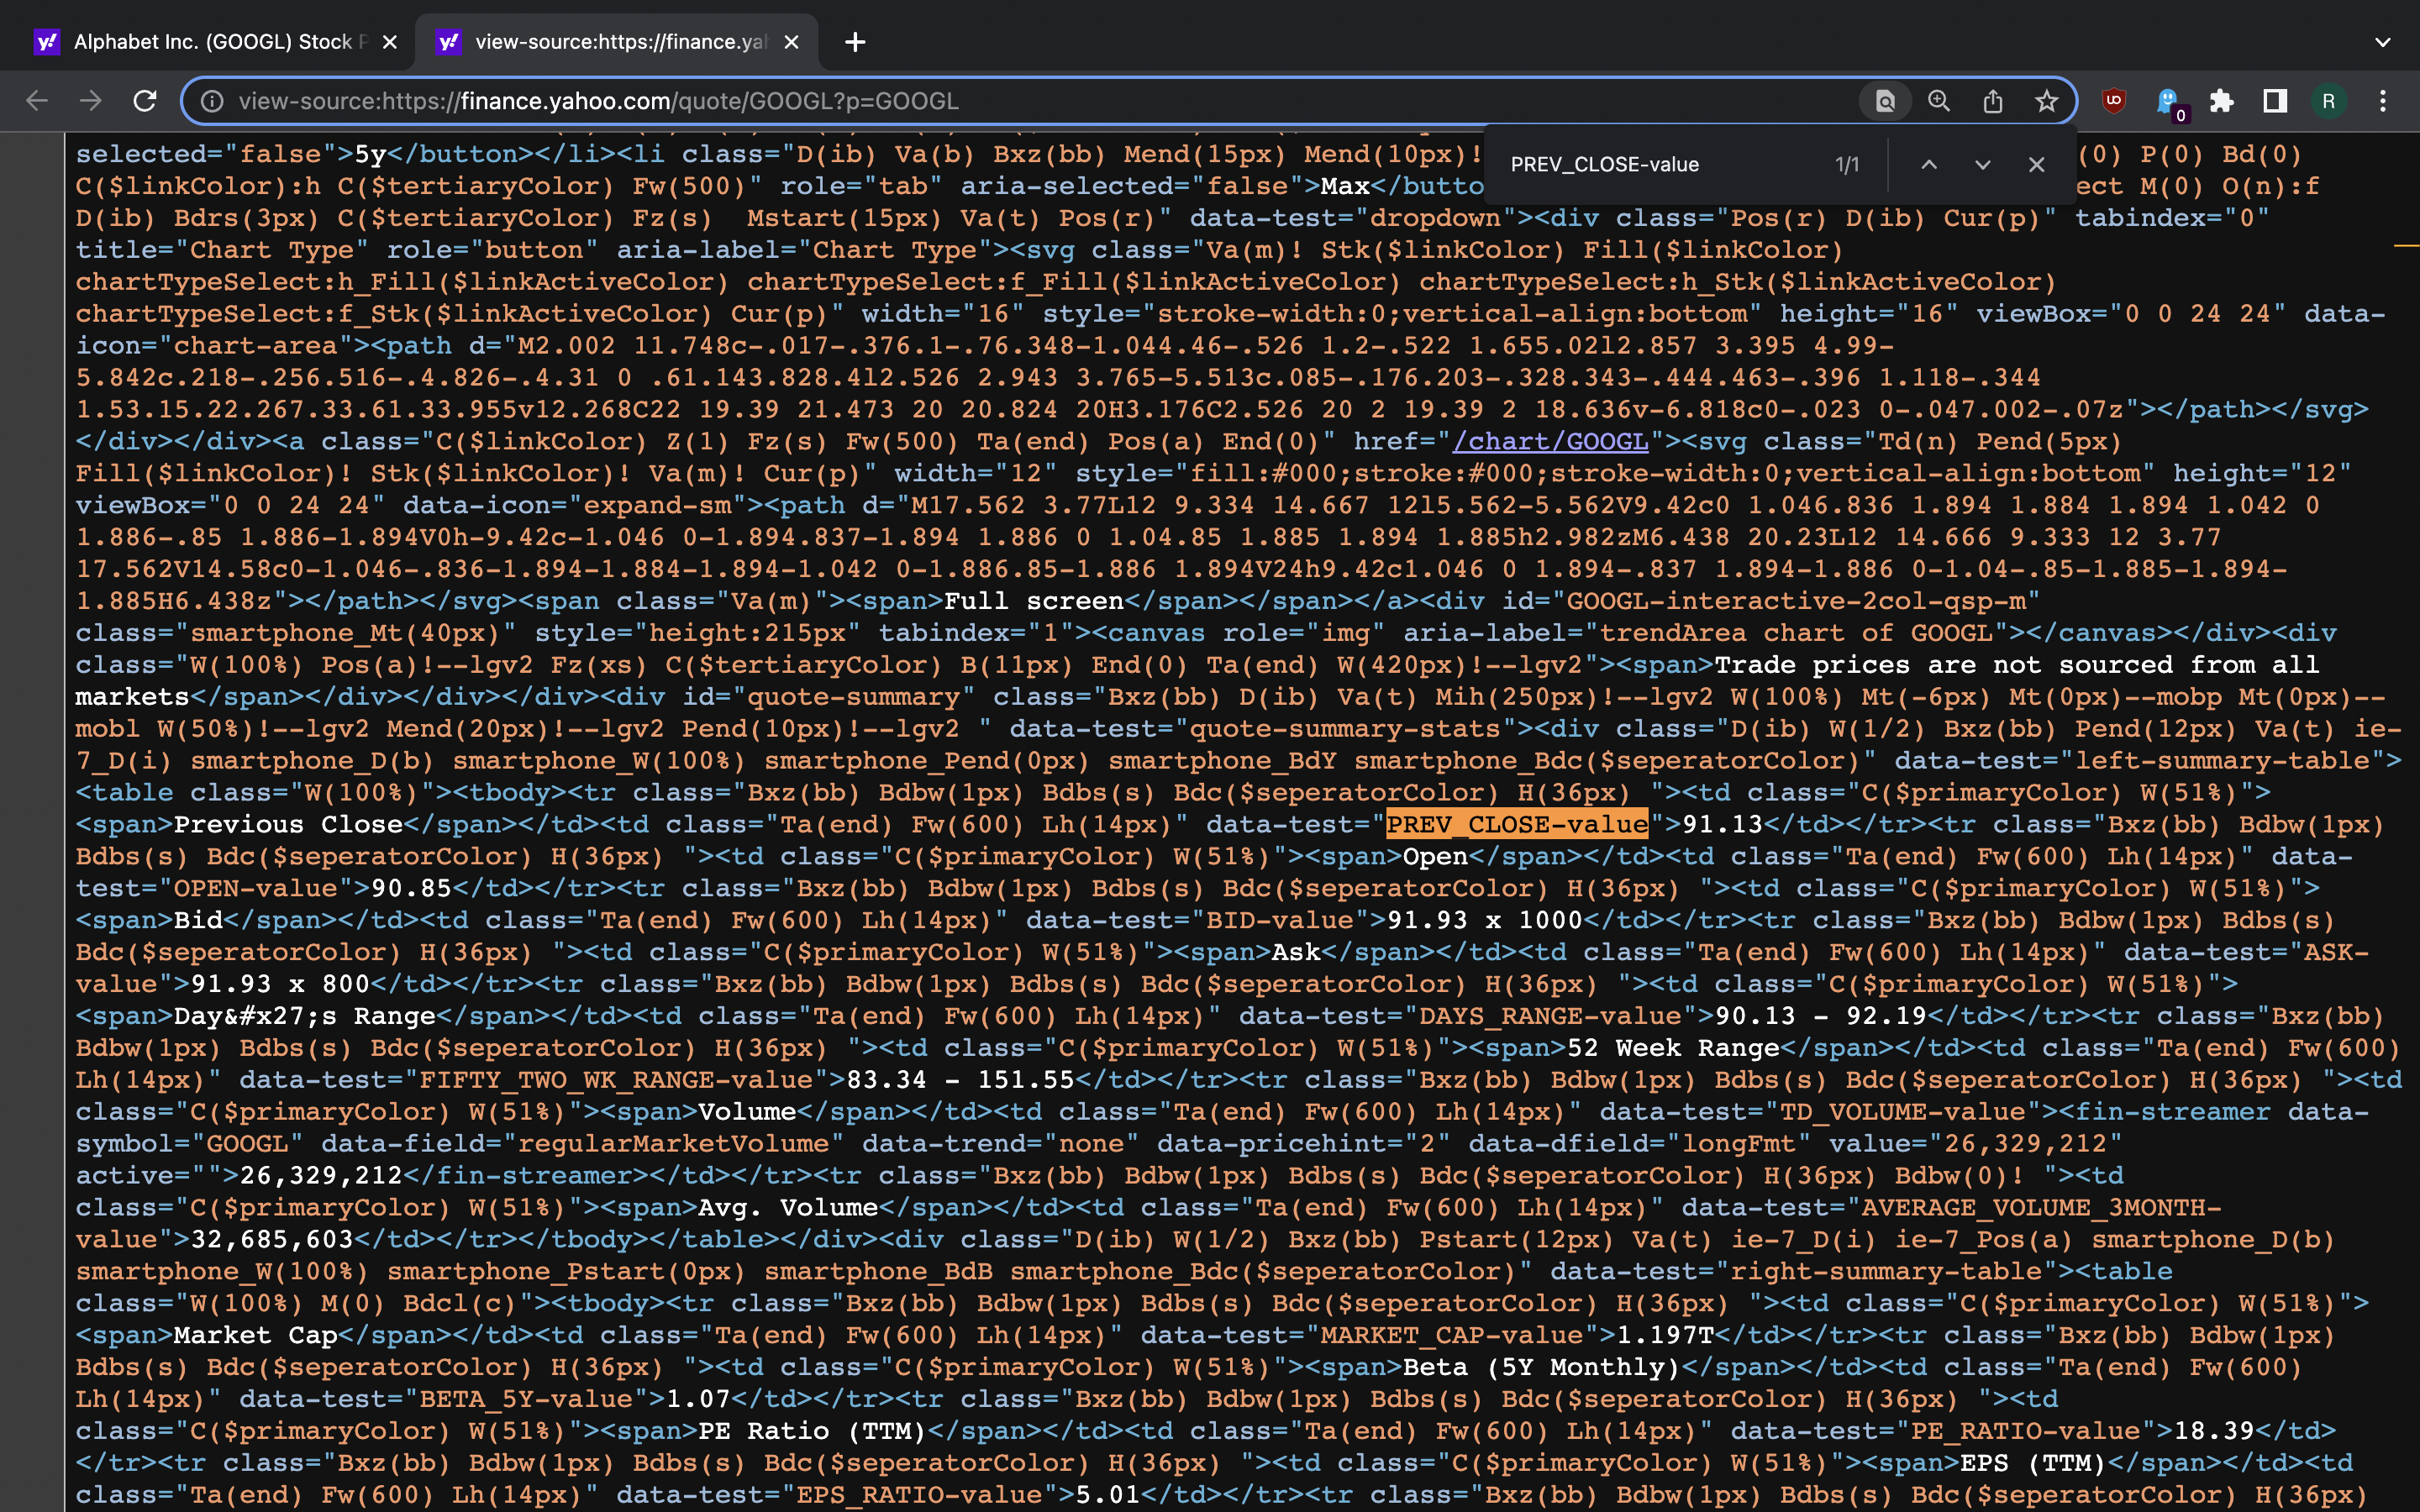 Alphabet Inc. (GOOGL) Stock P
view-source:https://finance.yah
view-source:https://finance.yahoo.com/quote/GOOGL?p=GOOGL
0
R
PREV_CLOSE-value 1/1
selected="false">5y</button></li><li class="D(ib) Va(b) Bxz(bb) Mend(15px) Mend(10px)! (0) P(0) Bd(0)
C($linkColor):h C($tertiaryColor) Fw(500)" role="tab" aria-selected="false">Max</butto ect M(0) O(n):f
D(ib) Bdrs(3px) C($tertiaryColor) Fz(s)  Mstart(15px) Va(t) Pos(r)" data-test="dropdown"><div class="Pos(r) D(ib) Cur(p)" tabindex="0"
title="Chart Type" role="button" aria-label="Chart Type"><svg class="Va(m)! Stk($linkColor) Fill($linkColor)
chartTypeSelect:h_Fill($linkActiveColor) chartTypeSelect:f_Fill($linkActiveColor) chartTypeSelect:h_Stk($linkActiveColor)
chartTypeSelect:f_Stk($linkActiveColor) Cur(p)" width="16" style="stroke-width:0;vertical-align:bottom" height="16" viewBox="0 0 24 24" data-
icon="chart-area"><path d="M2.002 11.748c-.017-.376.1-.76.348-1.044.46-.526 1.2-.522 1.655.02l2.857 3.395 4.99-
5.842c.218-.256.516-.4.826-.4.31 0 .61.143.828.4l2.526 2.943 3.765-5.513c.085-.176.203-.328.343-.444.463-.396 1.118-.344
1.53.15.22.267.33.61.33.955v12.268C22 19.39 21.473 20 20.824 20H3.176C2.526 20 2 19.39 2 18.636v-6.818c0-.023 0-.047.002-.07z"></path></svg>
</div></div><a class="C($linkColor) Z(1) Fz(s) Fw(500) Ta(end) Pos(a) End(0)" href="/chart/GOOGL"><svg class="Td(n) Pend(5px)
Fill($linkColor)! Stk($linkColor)! Va(m)! Cur(p)" width="12" style="fill:#000;stroke:#000;stroke-width:0;vertical-align:bottom" height="12"
viewBox="0 0 24 24" data-icon="expand-sm"><path d="M17.562 3.77L12 9.334 14.667 12l5.562-5.562V9.42c0 1.046.836 1.894 1.884 1.894 1.042 0
1.886-.85 1.886-1.894V0h-9.42c-1.046 0-1.894.837-1.894 1.886 0 1.04.85 1.885 1.894 1.885h2.982zM6.438 20.23L12 14.666 9.333 12 3.77
17.562V14.58c0-1.046-.836-1.894-1.884-1.894-1.042 0-1.886.85-1.886 1.894V24h9.42c1.046 0 1.894-.837 1.894-1.886 0-1.04-.85-1.885-1.894-
1.885H6.438z"></path></svg><span class="Va(m)"><span>Full screen</span></span></a><div id="GOOGL-interactive-2col-qsp-m"
class="smartphone_Mt(40px)" style="height:215px" tabindex="1"><canvas role="img" aria-label="trendArea chart of GOOGL"></canvas></div><div
class="W(100%) Pos(a)!--lgv2 Fz(xs) C($tertiaryColor) B(11px) End(0) Ta(end) W(420px)!--lgv2"><span>Trade prices are not sourced from all
markets</span></div></div></div><div id="quote-summary" class="Bxz(bb) D(ib) Va(t) Mih(250px)!--lgv2 W(100%) Mt(-6px) Mt(0px)--mobp Mt(0px)--
mobl W(50%)!--lgv2 Mend(20px)!--lgv2 Pend(10px)!--lgv2 " data-test="quote-summary-stats"><div class="D(ib) W(1/2) Bxz(bb) Pend(12px) Va(t) ie-
7_D(i) smartphone_D(b) smartphone_W(100%) smartphone_Pend(0px) smartphone_BdY smartphone_Bdc($seperatorColor)" data-test="left-summary-table">
<table class="W(100%)"><tbody><tr class="Bxz(bb) Bdbw(1px) Bdbs(s) Bdc($seperatorColor) H(36px) "><td class="C($primaryColor) W(51%)">
<span>Previous Close</span></td><td class="Ta(end) Fw(600) Lh(14px)" data-test="PREV_CLOSE-value">91.13</td></tr><tr class="Bxz(bb) Bdbw(1px)
Bdbs(s) Bdc($seperatorColor) H(36px) "><td class="C($primaryColor) W(51%)"><span>Open</span></td><td class="Ta(end) Fw(600) Lh(14px)" data-
test="OPEN-value">90.85</td></tr><tr class="Bxz(bb) Bdbw(1px) Bdbs(s) Bdc($seperatorColor) H(36px) "><td class="C($primaryColor) W(51%)">
<span>Bid</span></td><td class="Ta(end) Fw(600) Lh(14px)" data-test="BID-value">91.93 x 1000</td></tr><tr class="Bxz(bb) Bdbw(1px) Bdbs(s)
Bdc($seperatorColor) H(36px) "><td class="C($primaryColor) W(51%)"><span>Ask</span></td><td class="Ta(end) Fw(600) Lh(14px)" data-test="ASK-
value">91.93 x 800</td></tr><tr class="Bxz(bb) Bdbw(1px) Bdbs(s) Bdc($seperatorColor) H(36px) "><td class="C($primaryColor) W(51%)">
<span>Day&#x27;s Range</span></td><td class="Ta(end) Fw(600) Lh(14px)" data-test="DAYS_RANGE-value">90.13 - 92.19</td></tr><tr class="Bxz(bb)
Bdbw(1px) Bdbs(s) Bdc($seperatorColor) H(36px) "><td class="C($primaryColor) W(51%)"><span>52 Week Range</span></td><td class="Ta(end) Fw(600)
Lh(14px)" data-test="FIFTY_TWO_WK_RANGE-value">83.34 - 151.55</td></tr><tr class="Bxz(bb) Bdbw(1px) Bdbs(s) Bdc($seperatorColor) H(36px) "><td
class="C($primaryColor) W(51%)"><span>Volume</span></td><td class="Ta(end) Fw(600) Lh(14px)" data-test="TD_VOLUME-value"><fin-streamer data-
symbol="GOOGL" data-field="regularMarketVolume" data-trend="none" data-pricehint="2" data-dfield="longFmt" value="26,329,212"
active="">26,329,212</fin-streamer></td></tr><tr class="Bxz(bb) Bdbw(1px) Bdbs(s) Bdc($seperatorColor) H(36px) Bdbw(0)! "><td
class="C($primaryColor) W(51%)"><span>Avg. Volume</span></td><td class="Ta(end) Fw(600) Lh(14px)" data-test="AVERAGE_VOLUME_3MONTH-
value">32,685,603</td></tr></tbody></table></div><div class="D(ib) W(1/2) Bxz(bb) Pstart(12px) Va(t) ie-7_D(i) ie-7_Pos(a) smartphone_D(b)
smartphone_W(100%) smartphone_Pstart(0px) smartphone_BdB smartphone_Bdc($seperatorColor)" data-test="right-summary-table"><table
class="W(100%) M(0) Bdcl(c)"><tbody><tr class="Bxz(bb) Bdbw(1px) Bdbs(s) Bdc($seperatorColor) H(36px) "><td class="C($primaryColor) W(51%)">
<span>Market Cap</span></td><td class="Ta(end) Fw(600) Lh(14px)" data-test="MARKET_CAP-value">1.197T</td></tr><tr class="Bxz(bb) Bdbw(1px)
Bdbs(s) Bdc($seperatorColor) H(36px) "><td class="C($primaryColor) W(51%)"><span>Beta (5Y Monthly)</span></td><td class="Ta(end) Fw(600)
Lh(14px)" data-test="BETA_5Y-value">1.07</td></tr><tr class="Bxz(bb) Bdbw(1px) Bdbs(s) Bdc($seperatorColor) H(36px) "><td
class="C($primaryColor) W(51%)"><span>PE Ratio (TTM)</span></td><td class="Ta(end) Fw(600) Lh(14px)" data-test="PE_RATIO-value">18.39</td>
</tr><tr class="Bxz(bb) Bdbw(1px) Bdbs(s) Bdc($seperatorColor) H(36px) "><td class="C($primaryColor) W(51%)"><span>EPS (TTM)</span></td><td
class="Ta(end) Fw(600) Lh(14px)" data-test="EPS_RATIO-value">5.01</td></tr><tr class="Bxz(bb) Bdbw(1px) Bdbs(s) Bdc($seperatorColor) H(36px)